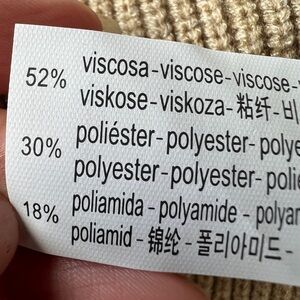 52% viscosa-viscose-viscose-
viskose-viskoza-粘纤-비
30% poliéster-polyester-polye
polyester-polyester-polie
18% poliamida-polyamide-polyam
poliamid-锦纶-폴리아미드-